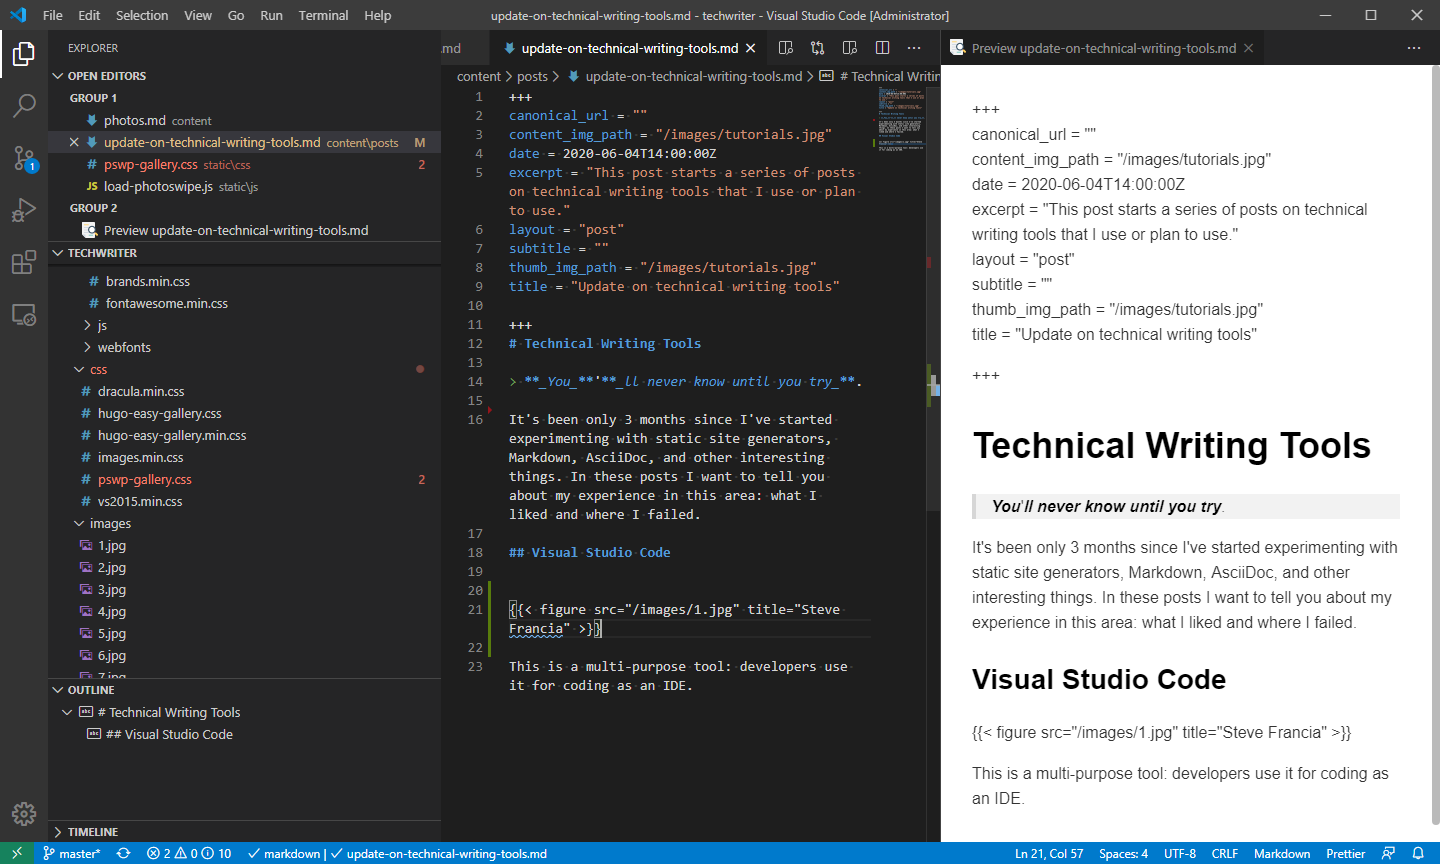 File Edit Selection View Go Run Terminal Help
update-on-technical-writing-tools.md - techwriter - Visual Studio Code [Administrator]
EXPLORER
OPEN EDITORS
GROUP 1
photos.md content
update-on-technical-writing-tools.md content\posts M
# pswp-gallery.css static\css 2
JS load-photoswipe.js static\js
GROUP 2
Preview update-on-technical-writing-tools.md
TECHWRITER
# brands.min.css
# fontawesome.min.css
js
webfonts
css
# dracula.min.css
# hugo-easy-gallery.css
# hugo-easy-gallery.min.css
# images.min.css
# pswp-gallery.css 2
# vs2015.min.css
images
1.jpg
2.jpg
3.jpg
4.jpg
5.jpg
6.jpg
7.jpg
OUTLINE
# Technical Writing Tools
## Visual Studio Code
TIMELINE
1
.md
update-on-technical-writing-tools.md
content > posts > update-on-technical-writing-tools.md > # Technical Writin
1 +++
2 canonical_url = ""
3 content_img_path = "/images/tutorials.jpg"
4 date = 2020-06-04T14:00:00Z
5 excerpt = "This post starts a series of posts
on technical writing tools that I use or plan
to use."
6 layout = "post"
7 subtitle = ""
8 thumb_img_path = "/images/tutorials.jpg"
9 title = "Update on technical writing tools"
10
11 +++
12 # Technical Writing Tools
13
14 > **_You_**'**_ll never know until you try_**.
15
16 It's been only 3 months since I've started
experimenting with static site generators,
Markdown, AsciiDoc, and other interesting
things. In these posts I want to tell you
about my experience in this area: what I
liked and where I failed.
17
18 ## Visual Studio Code
19
20
21 {{< figure src="/images/1.jpg" title="Steve
Francia" >}}
22
23 This is a multi-purpose tool: developers use
it for coding as an IDE.
Preview update-on-technical-writing-tools.md
+++
canonical_url = ""
content_img_path = "/images/tutorials.jpg"
date = 2020-06-04T14:00:00Z
excerpt = "This post starts a series of posts on technical
writing tools that I use or plan to use."
layout = "post"
subtitle = ""
thumb_img_path = "/images/tutorials.jpg"
title = "Update on technical writing tools"
+++
Technical Writing Tools
You'll never know until you try.
It's been only 3 months since I've started experimenting with
static site generators, Markdown, AsciiDoc, and other
interesting things. In these posts I want to tell you about my
experience in this area: what I liked and where I failed.
Visual Studio Code
{{< figure src="/images/1.jpg" title="Steve Francia" >}}
This is a multi-purpose tool: developers use it for coding as
an IDE.
master* 2 0 10 markdown | update-on-technical-writing-tools.md Ln 21, Col 57 Spaces: 4 UTF-8 CRLF Markdown Prettier